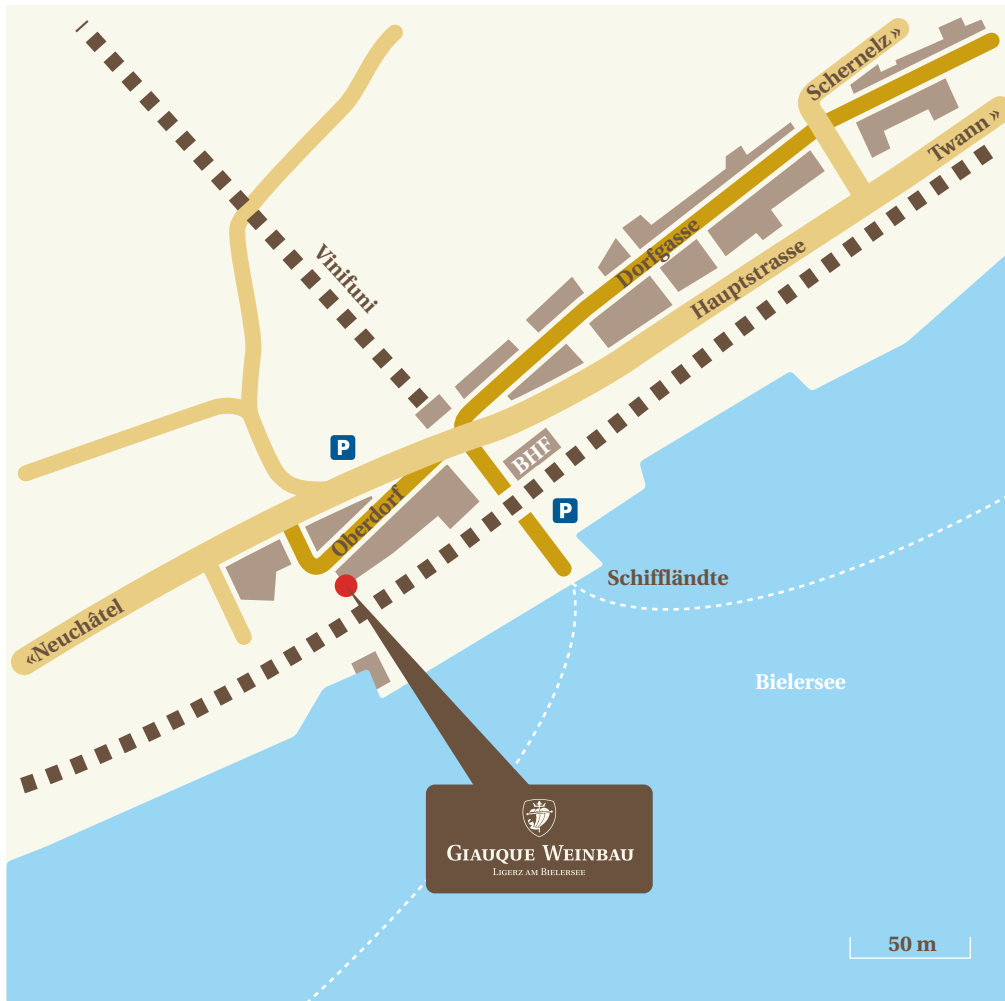 Schernelz »
Twann »
Vinifuni
Dorfgasse
Hauptstrasse
P
BHF
Oberdorf
P
Schiffländte
«Neuchâtel
Bielersee
Giauque Weinbau
Ligerz am Bielersee
50 m